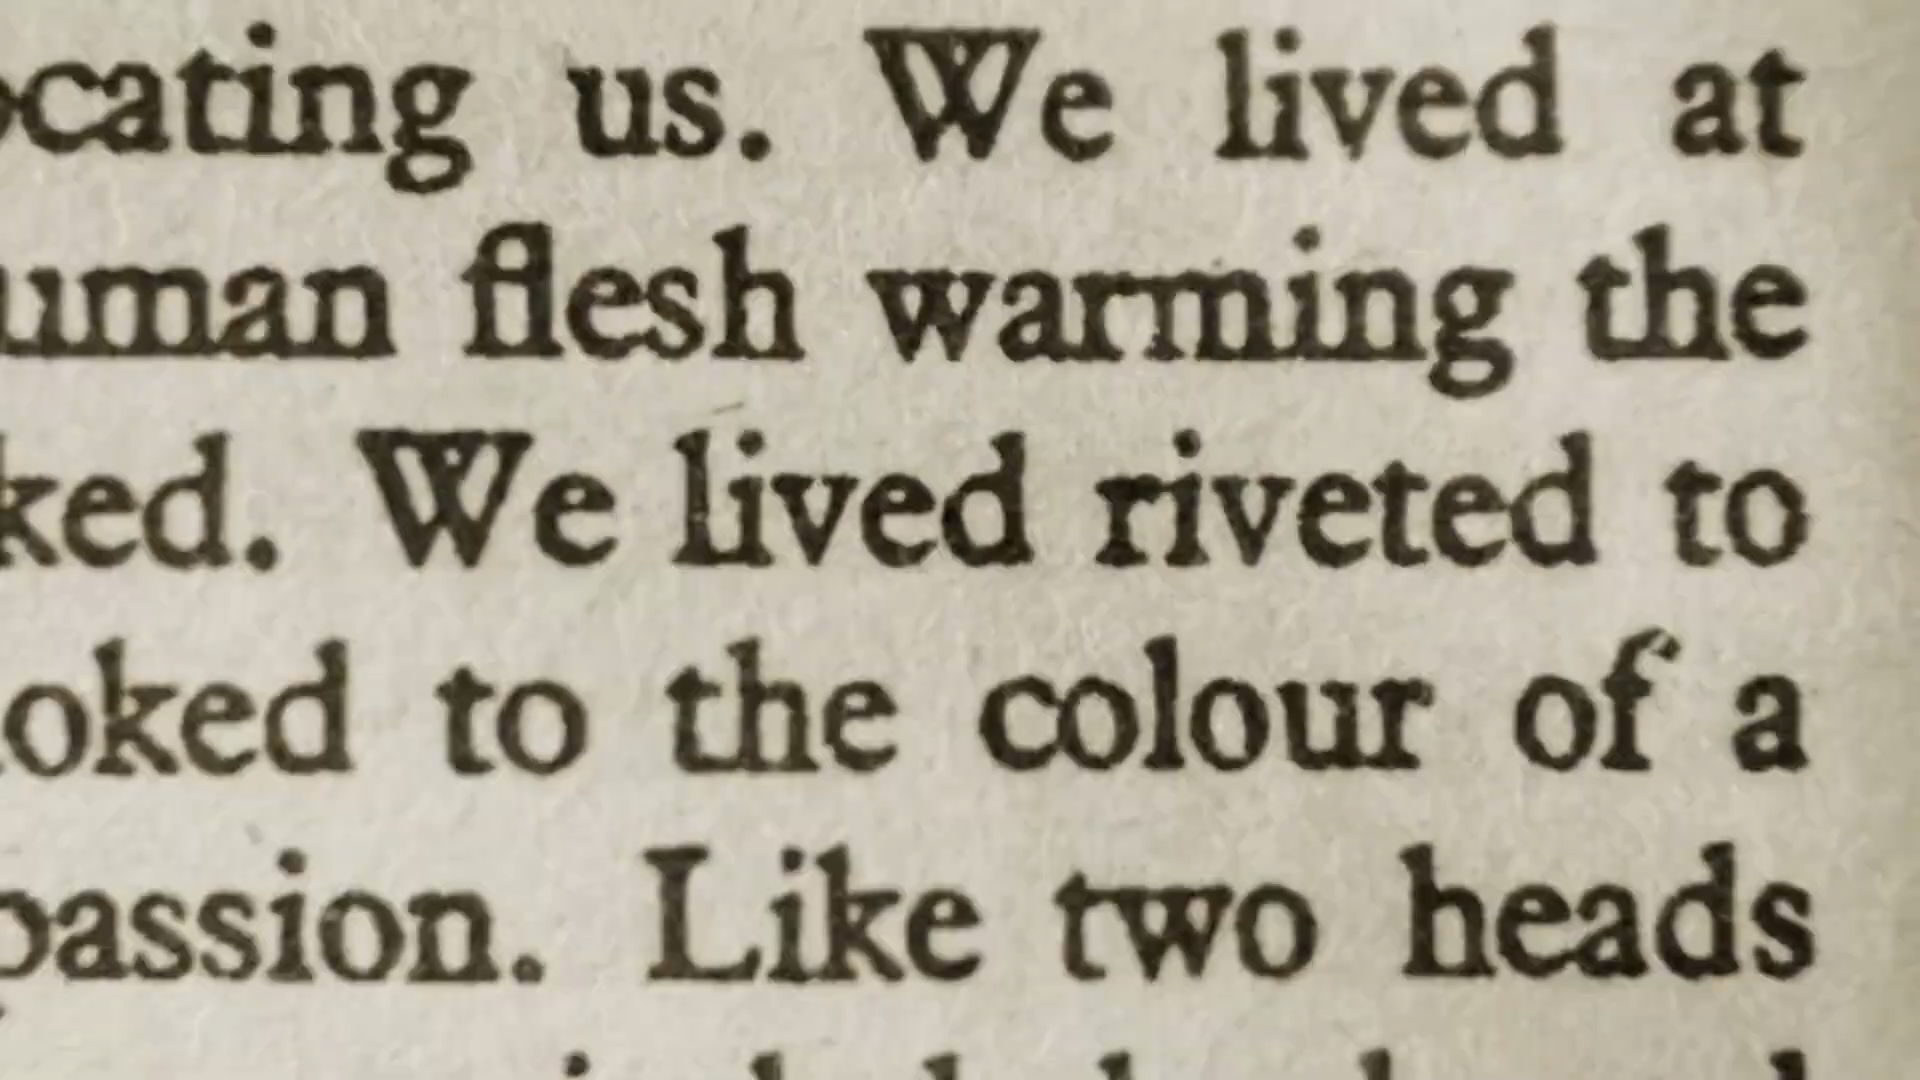 ocating us. We lived at
uman flesh warming the
ked. We lived riveted to
oked to the colour of a
passion. Like two heads